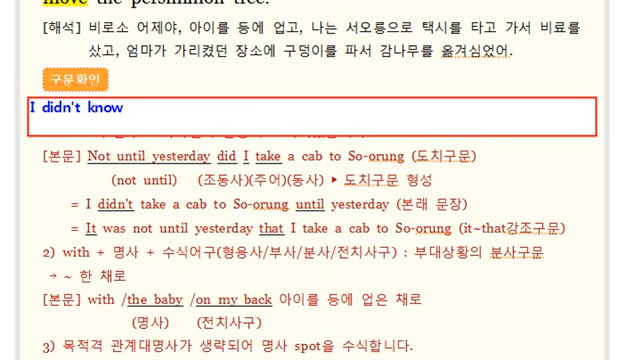 move the persimmon tree.
[해석] 비로소 어제야, 아이를 등에 업고, 나는 서오릉으로 택시를 타고 가서 비료를
샀고, 엄마가 가리켰던 장소에 구덩이를 파서 감나무를 옮겨심었어.
구문확인
I didn't know
[본문] Not until yesterday did I take a cab to So-orung (도치구문)
(not until) (조동사)(주어)(동사) ▶ 도치구문 형성
= I didn't take a cab to So-orung until yesterday (본래 문장)
= It was not until yesterday that I take a cab to So-orung (it~that강조구문)
2) with + 명사 + 수식어구(형용사/부사/분사/전치사구) : 부대상황의 분사구문
→ ~ 한 채로
[본문] with /the baby /on my back 아이를 등에 업은 채로
(명사) (전치사구)
3) 목적격 관계대명사가 생략되어 명사 spot을 수식합니다.